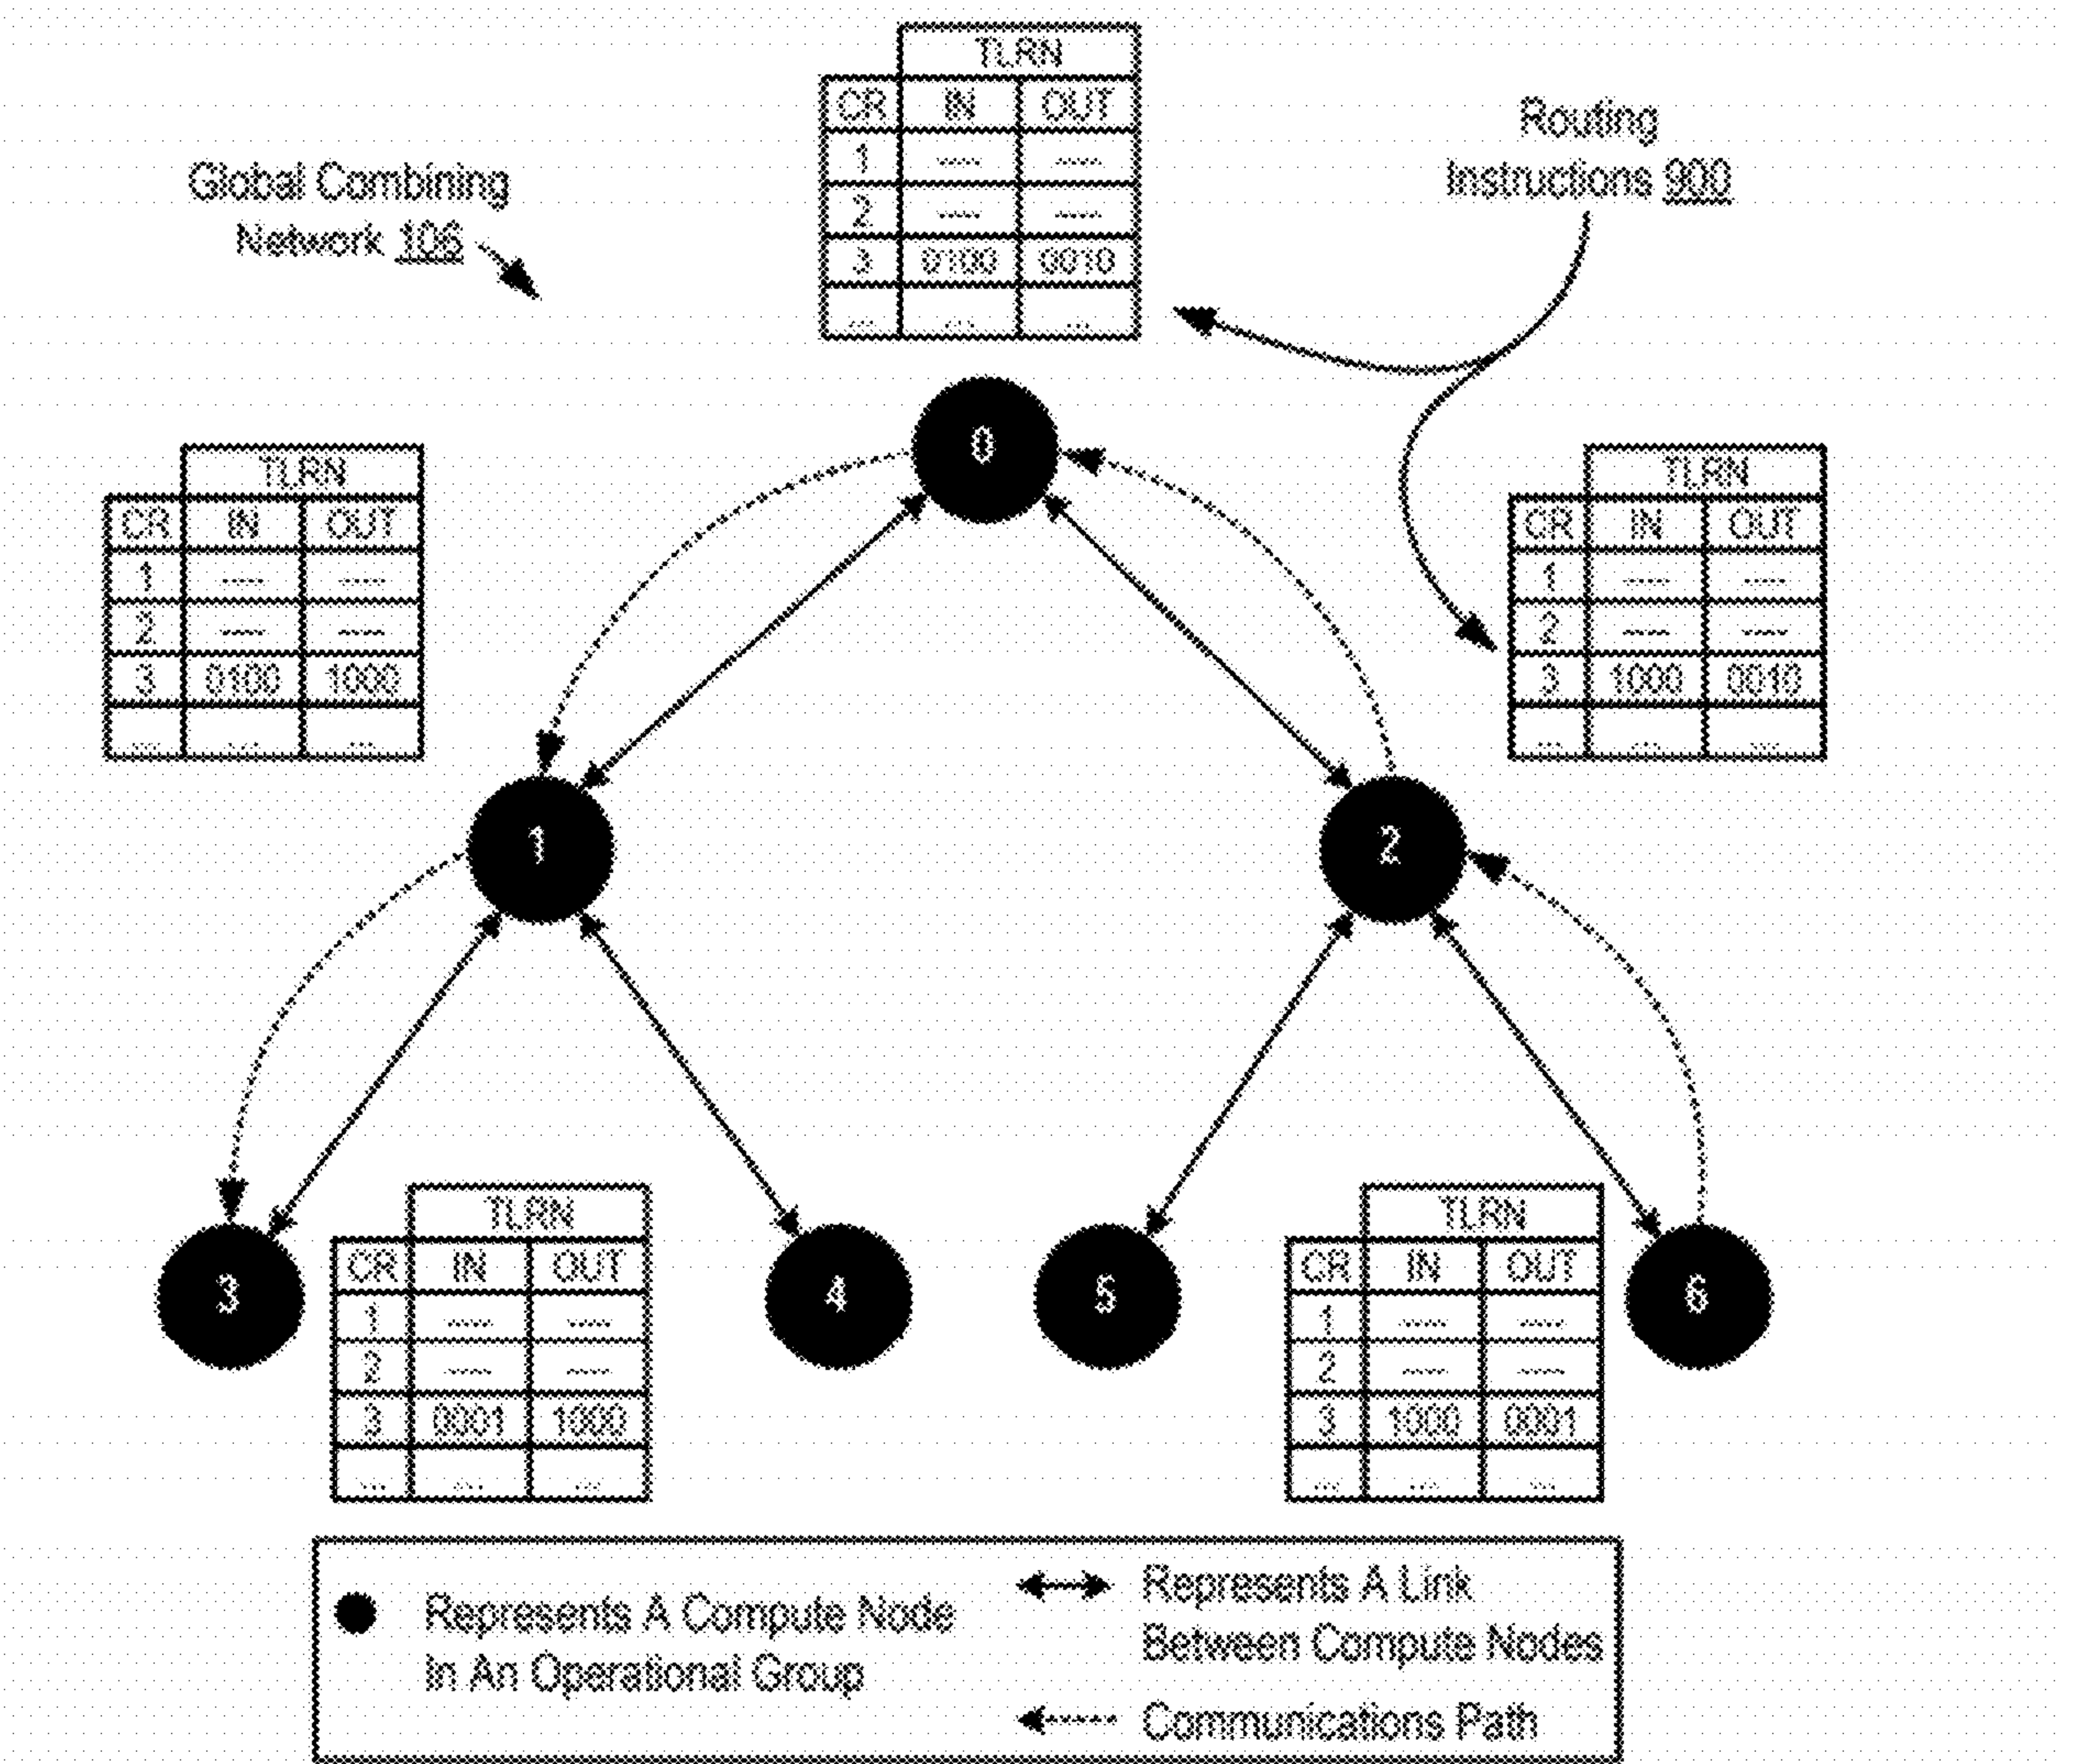 TLRN
CR IN OUT
1 ---- ----
2 ---- ----
3 0100 0010
... ... ...
Routing
Instructions 900
Global Combining
Network 106
0
TLRN
CR IN OUT
1 ---- ----
2 ---- ----
3 0100 1000
... ... ...
TLRN
CR IN OUT
1 ---- ----
2 ---- ----
3 1000 0010
... ... ...
1
2
3
TLRN
CR IN OUT
1 ---- ----
2 ---- ----
3 0001 1000
... ... ...
4
5
TLRN
CR IN OUT
1 ---- ----
2 ---- ----
3 1000 0001
... ... ...
6
Represents A Compute Node
In An Operational Group
Represents A Link
Between Compute Nodes
Communications Path